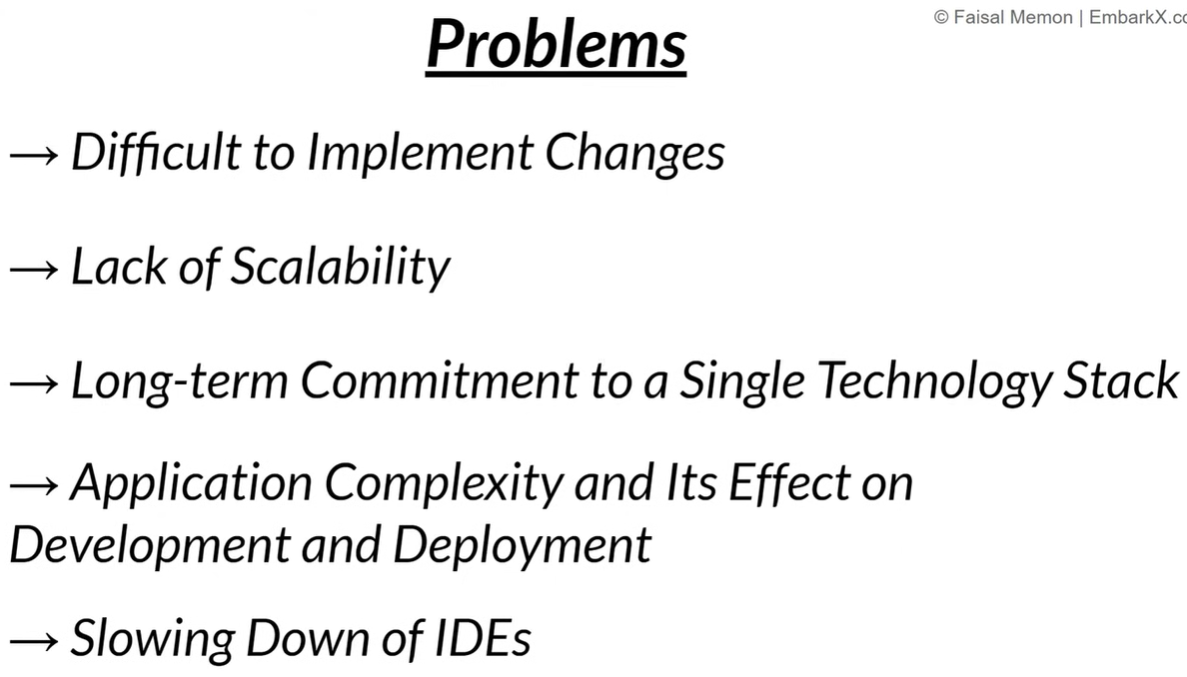 © Faisal Memon | EmbarkX.co
Problems
→ Difficult to Implement Changes
→ Lack of Scalability
→ Long-term Commitment to a Single Technology Stack
→ Application Complexity and Its Effect on
Development and Deployment
→ Slowing Down of IDEs